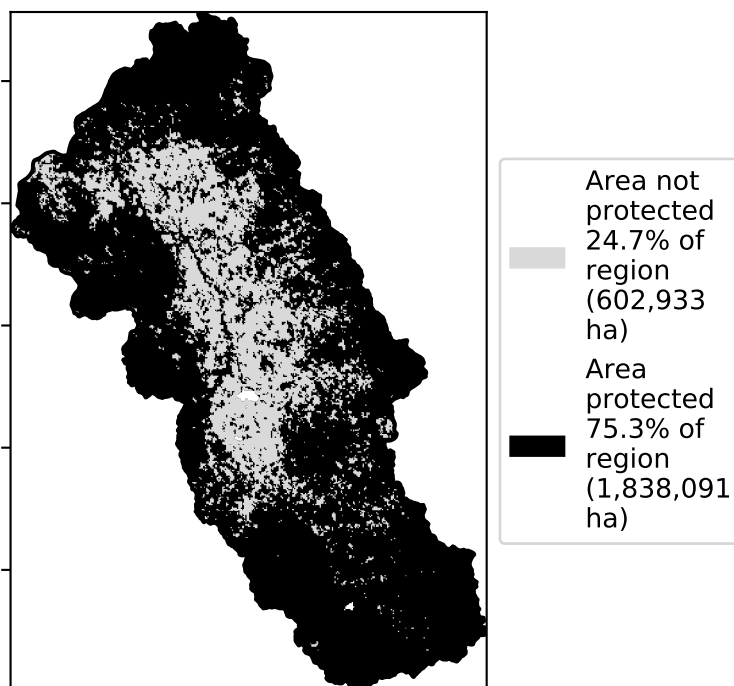 Area not
protected
24.7% of
region
(602,933
ha)
Area
protected
75.3% of
region
(1,838,091
ha)